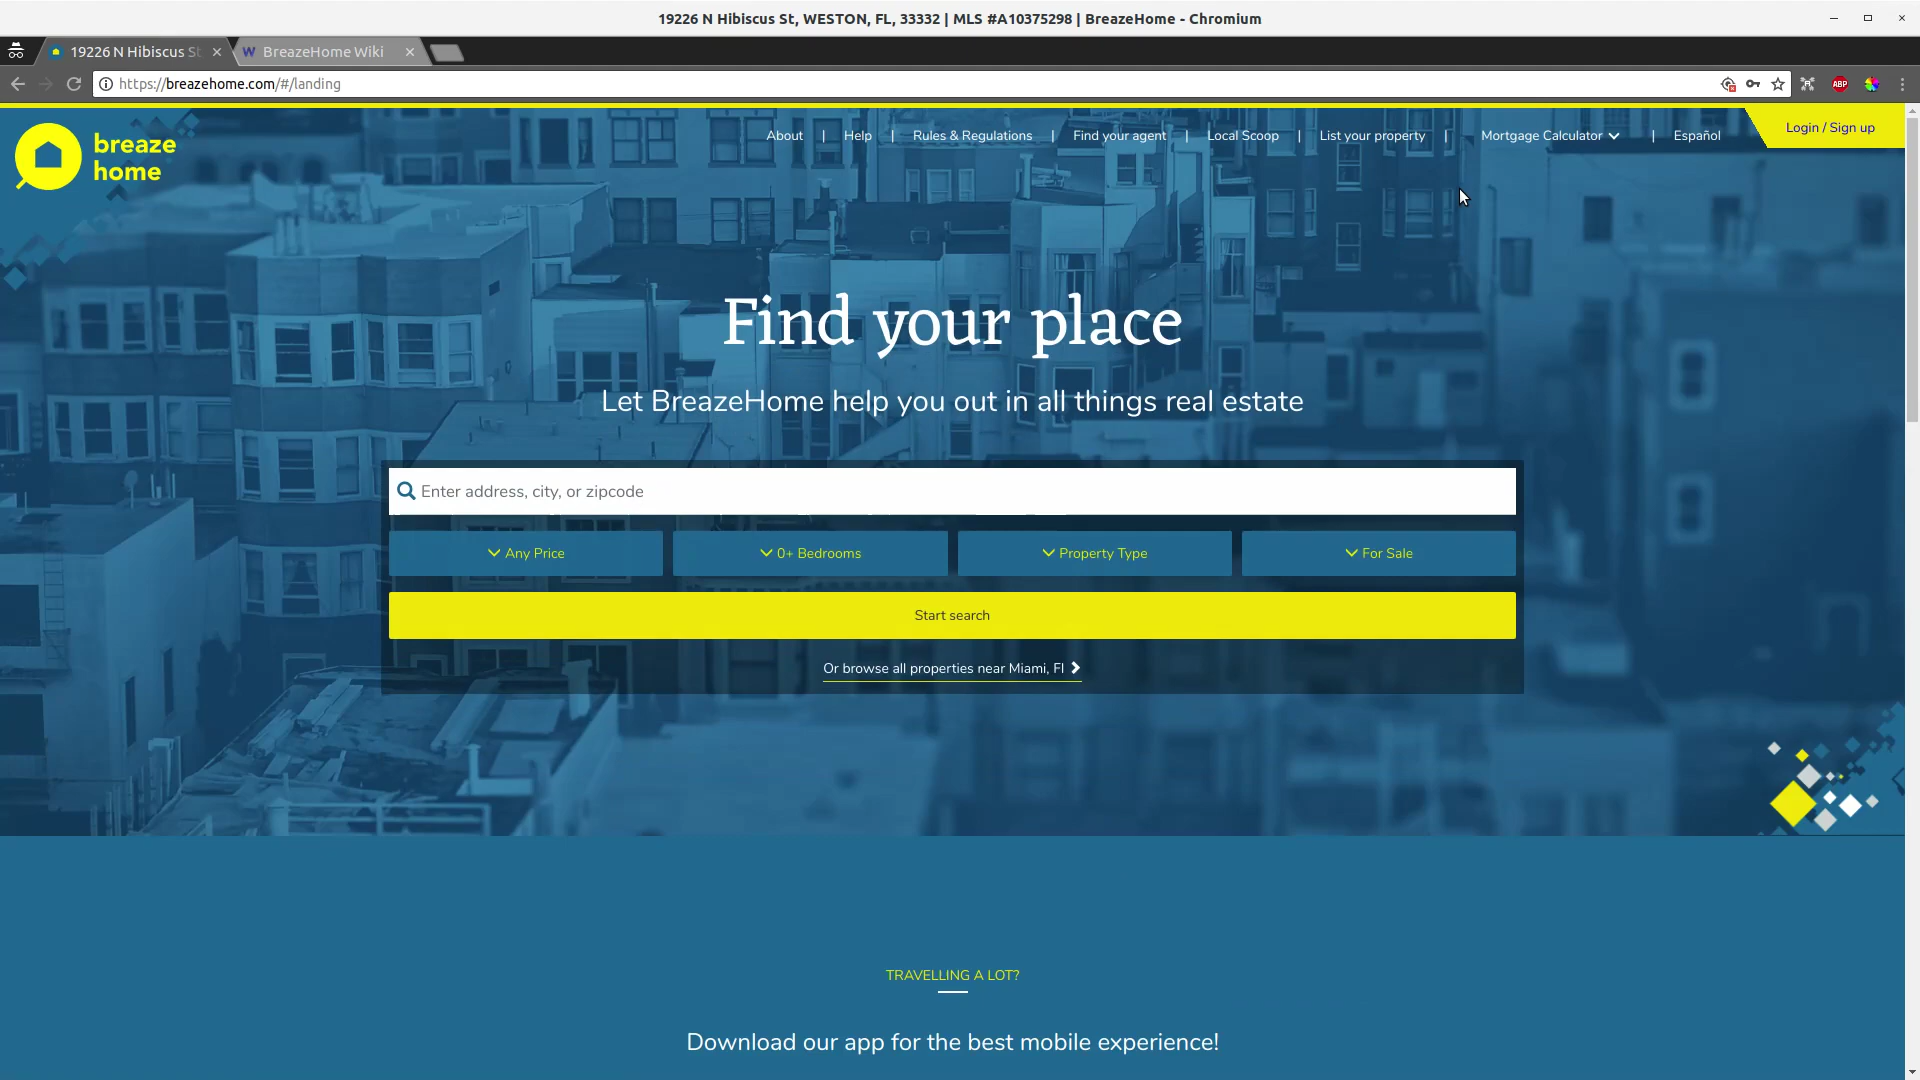 19226 N Hibiscus St, WESTON, FL, 33332 | MLS #A10375298 | BreazeHome - Chromium
19226 N Hibiscus St
BreazeHome Wiki
https://breazehome.com/#/landing
ABP
breaze
home
About | Help | Rules & Regulations | Find your agent | Local Scoop | List your property | Mortgage Calculator | Español
Login / Sign up
Find your place
Let BreazeHome help you out in all things real estate
Enter address, city, or zipcode
Any Price
0+ Bedrooms
Property Type
For Sale
Start search
Or browse all properties near Miami, Fl
TRAVELLING A LOT?
Download our app for the best mobile experience!